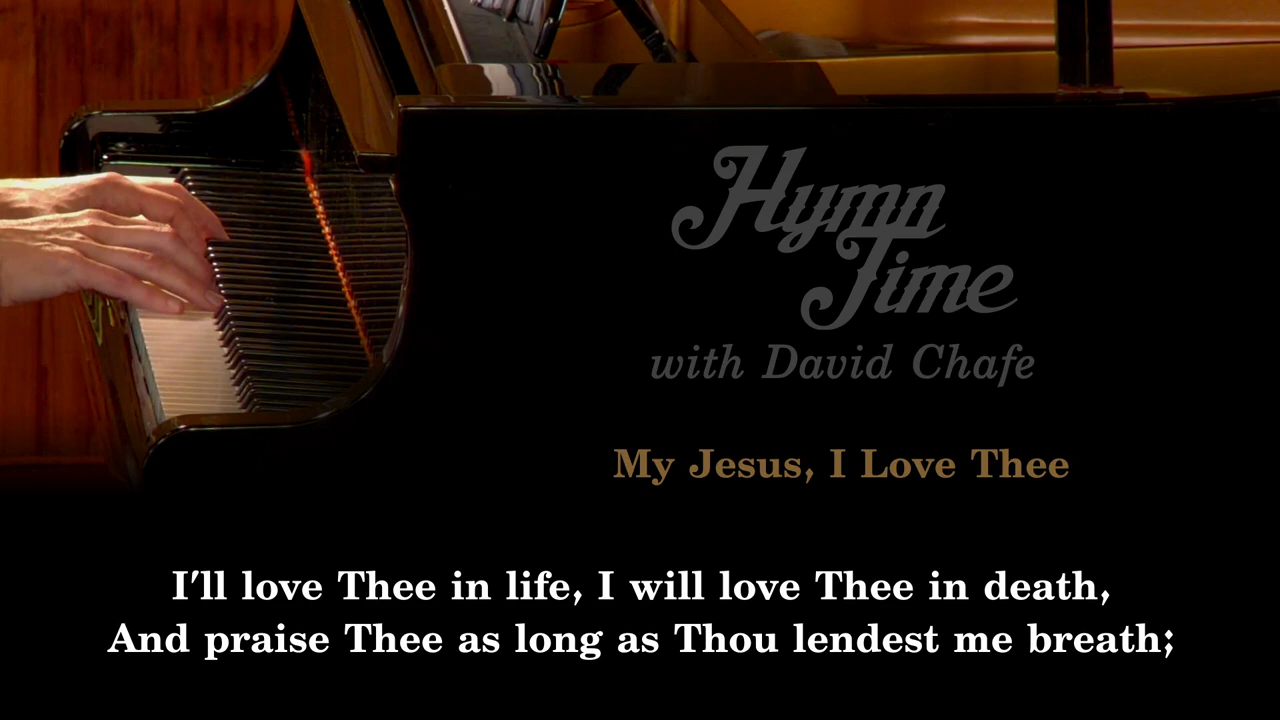 Hymn
Time
with David Chafe
My Jesus, I Love Thee
I'll love Thee in life, I will love Thee in death,
And praise Thee as long as Thou lendest me breath;